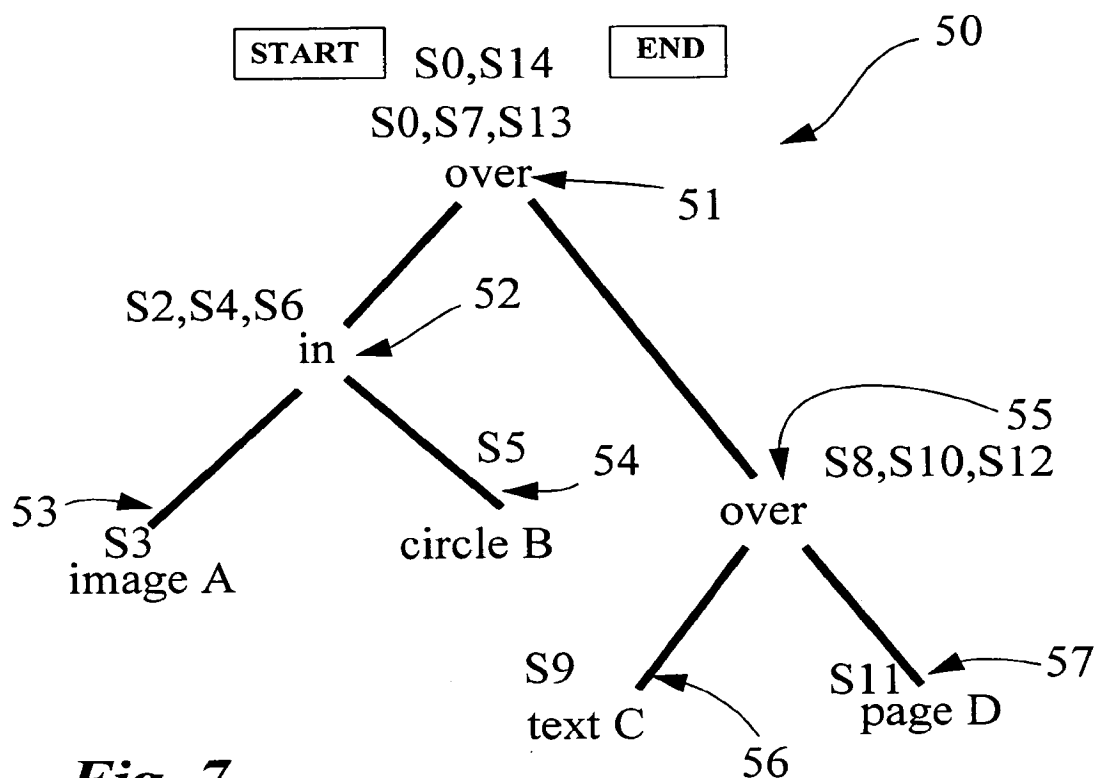 START S0,S14 END 50
S0,S7,S13
over
51
S2,S4,S6 52
in
55
S5 54 S8,S10,S12
53 over
S3 circle B
image A
S9 S11 57
text C page D
56
Fig. 7